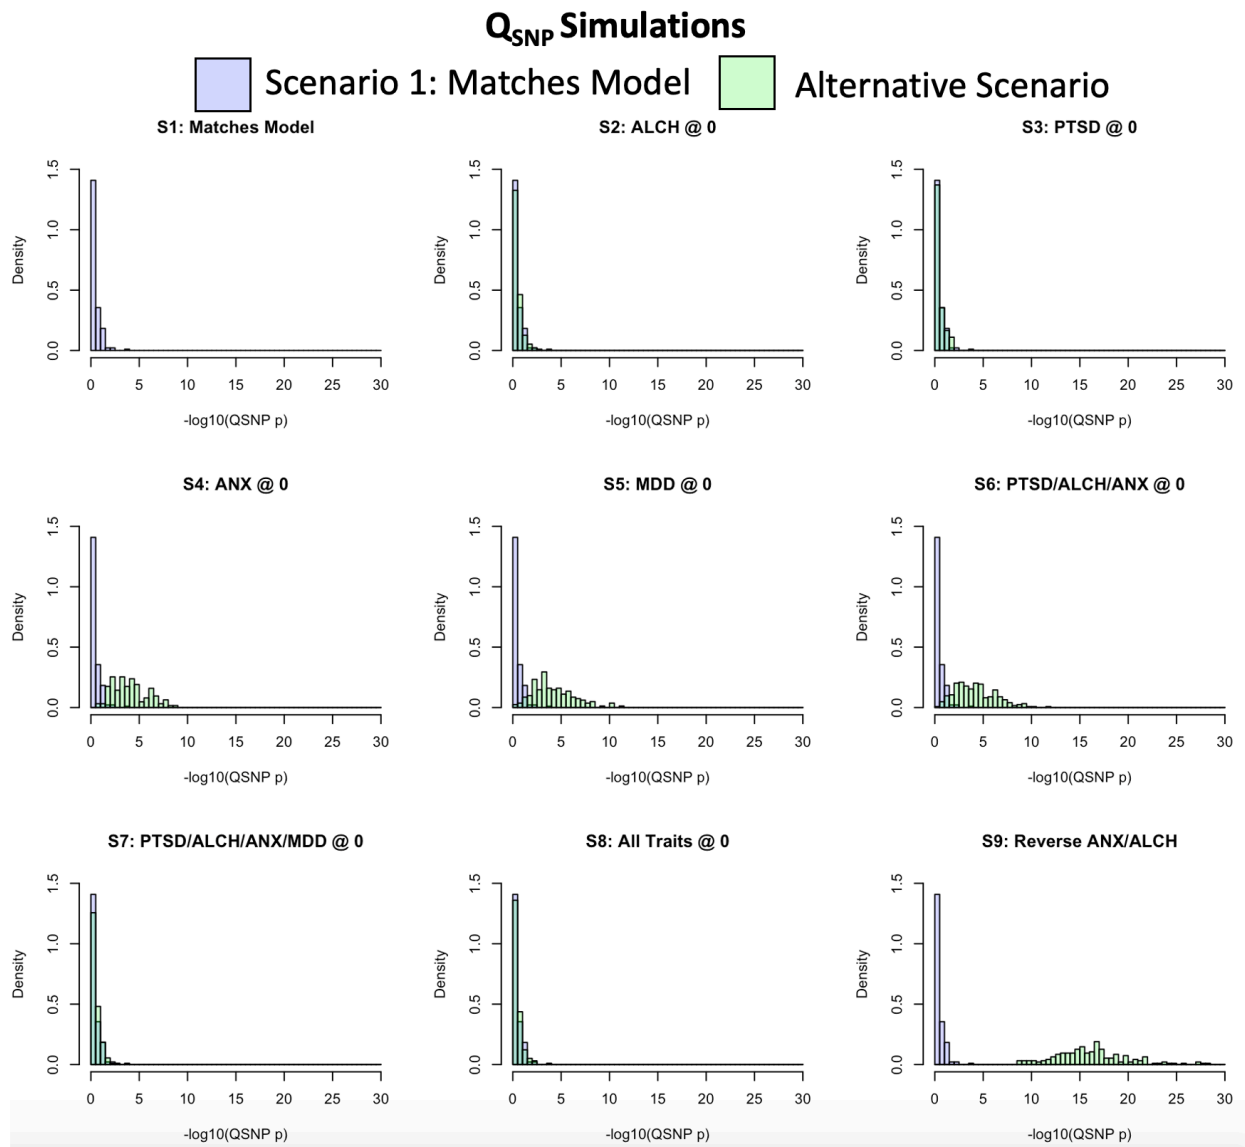 QSNP Simulations
Scenario 1: Matches Model
Alternative Scenario
S1: Matches Model
Density
0.0 0.5 1.0 1.5
0 5 10 15 20 25 30
-log10(QSNP p)
S2: ALCH @ 0
Density
0.0 0.5 1.0 1.5
0 5 10 15 20 25 30
-log10(QSNP p)
S3: PTSD @ 0
Density
0.0 0.5 1.0 1.5
0 5 10 15 20 25 30
-log10(QSNP p)
S4: ANX @ 0
Density
0.0 0.5 1.0 1.5
0 5 10 15 20 25 30
-log10(QSNP p)
S5: MDD @ 0
Density
0.0 0.5 1.0 1.5
0 5 10 15 20 25 30
-log10(QSNP p)
S6: PTSD/ALCH/ANX @ 0
Density
0.0 0.5 1.0 1.5
0 5 10 15 20 25 30
-log10(QSNP p)
S7: PTSD/ALCH/ANX/MDD @ 0
Density
0.0 0.5 1.0 1.5
0 5 10 15 20 25 30
-log10(QSNP p)
S8: All Traits @ 0
Density
0.0 0.5 1.0 1.5
0 5 10 15 20 25 30
-log10(QSNP p)
S9: Reverse ANX/ALCH
Density
0.0 0.5 1.0 1.5
0 5 10 15 20 25 30
-log10(QSNP p)